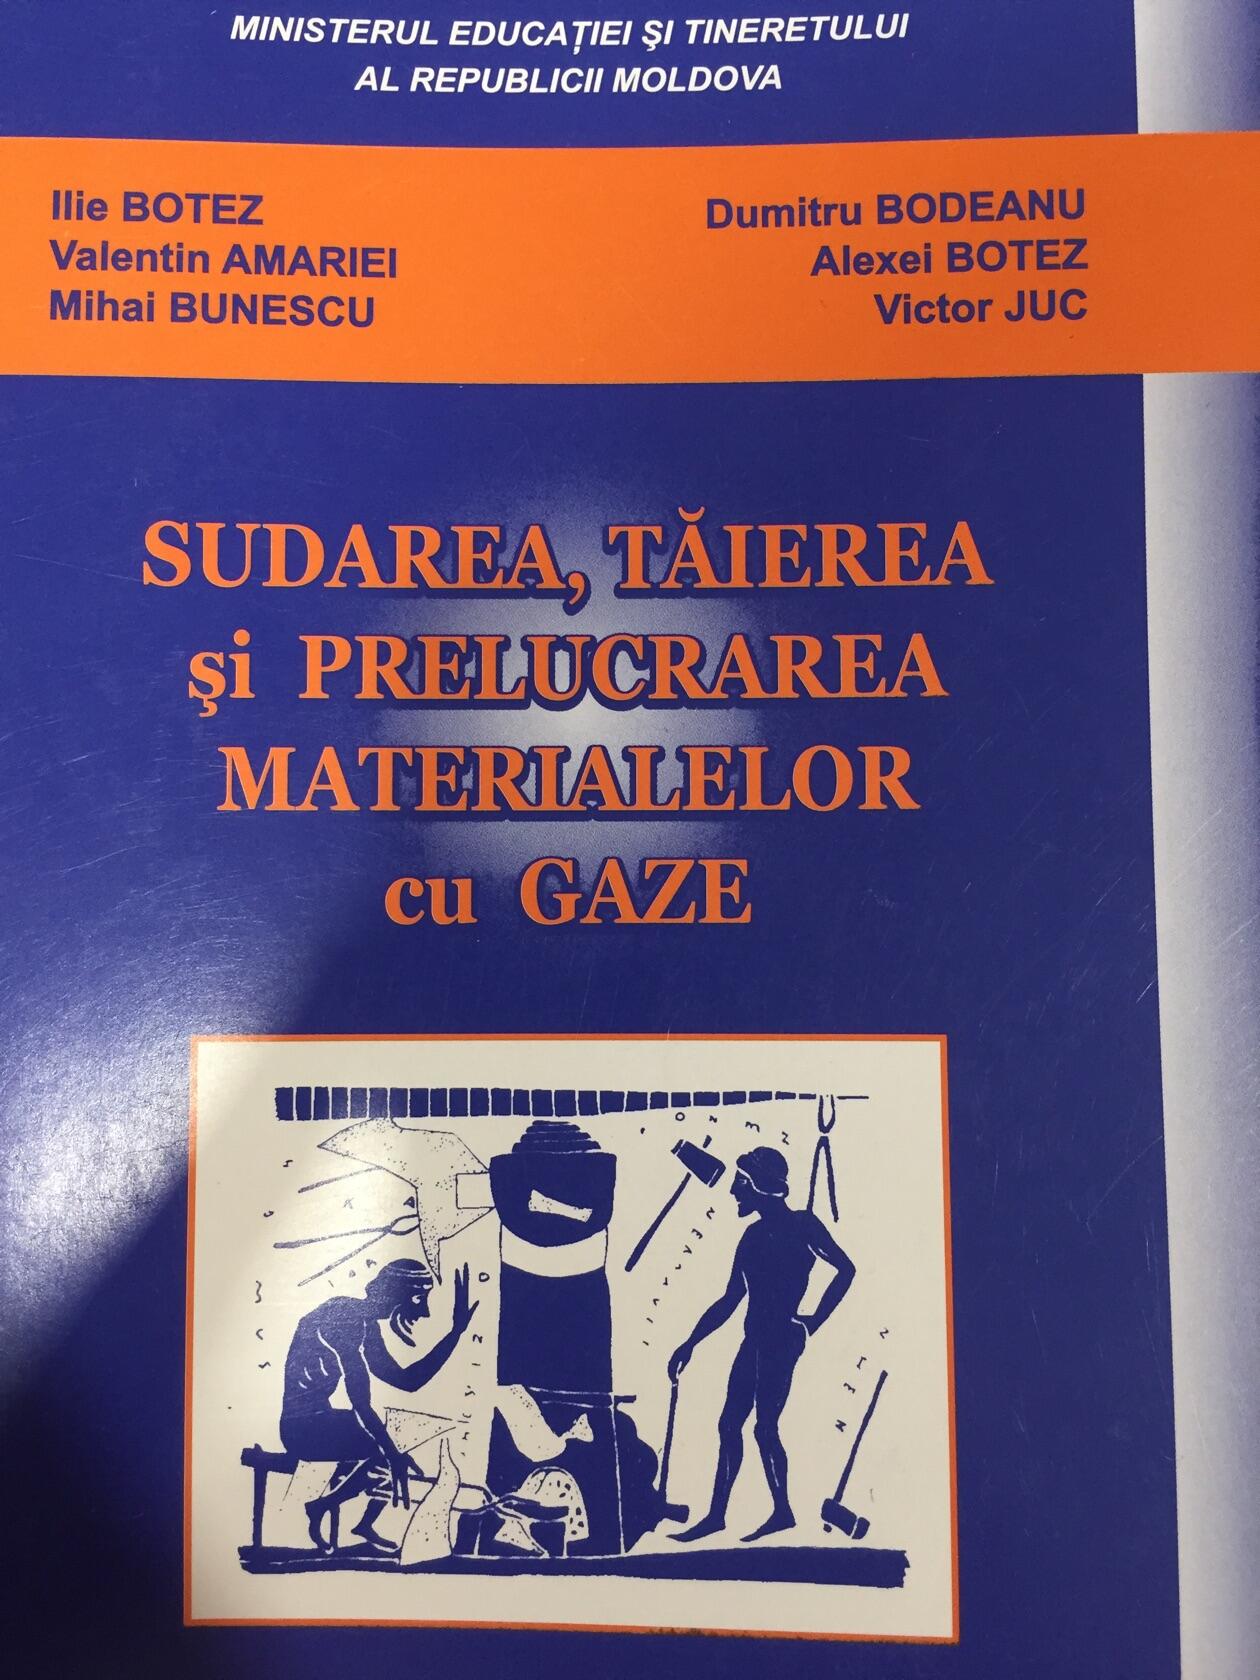 MINISTERUL EDUCAȚIEI ŞI TINERETULUI
AL REPUBLICII MOLDOVA
Ilie BOTEZ
Valentin AMARIEI
Mihai BUNESCU
Dumitru BODEANU
Alexei BOTEZ
Victor JUC
SUDAREA, TĂIEREA
şi PRELUCRAREA
MATERIALELOR
cu GAZE